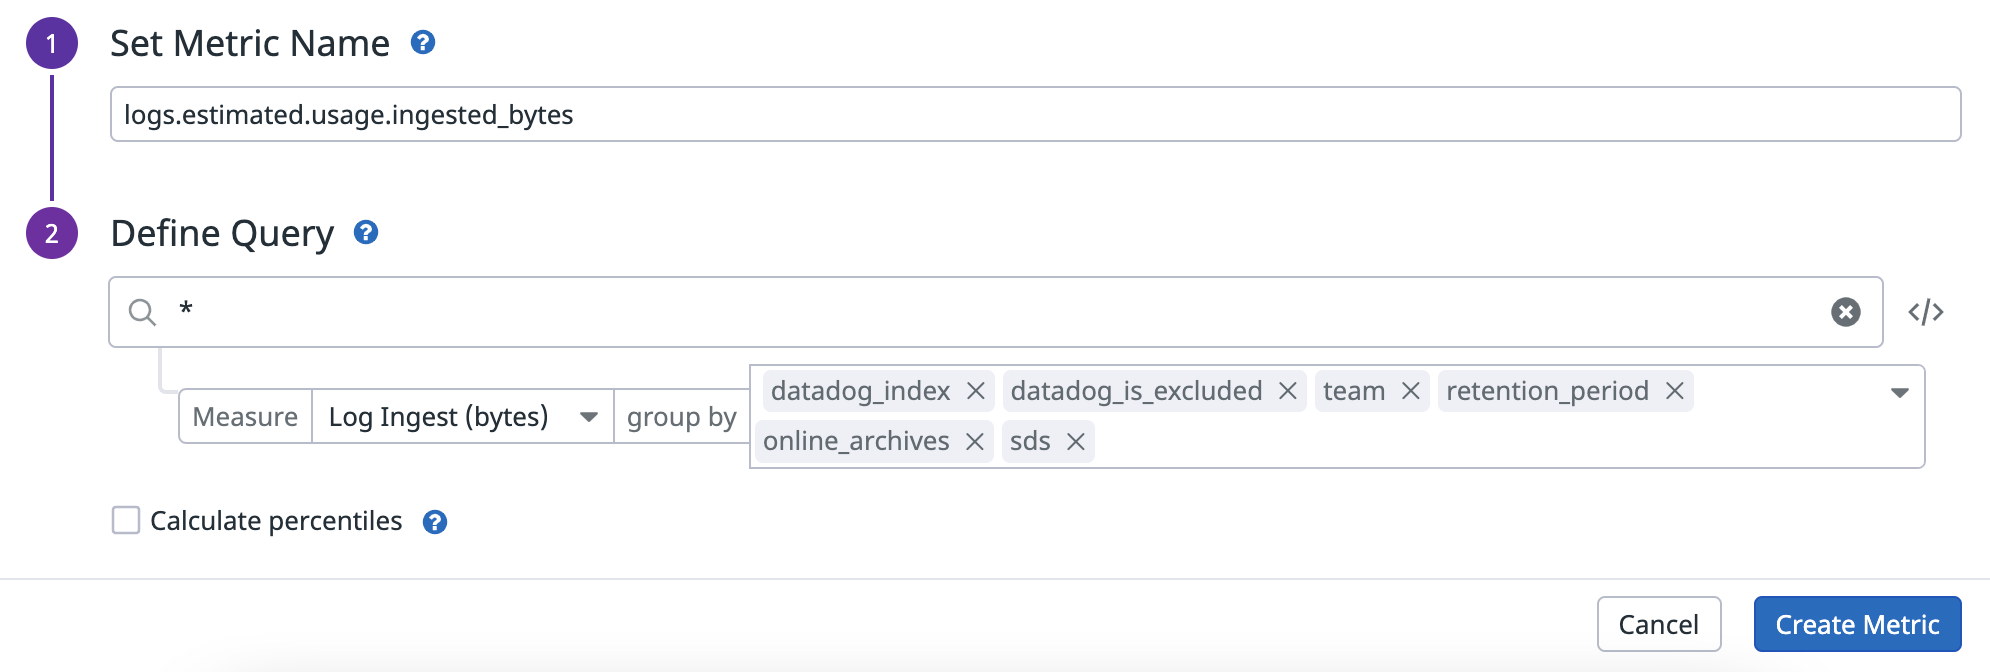 1 Set Metric Name ?
logs.estimated.usage.ingested_bytes
2 Define Query ?
* </>
Measure Log Ingest (bytes) group by datadog_index datadog_is_excluded team retention_period
online_archives sds
Calculate percentiles ?
Cancel Create Metric